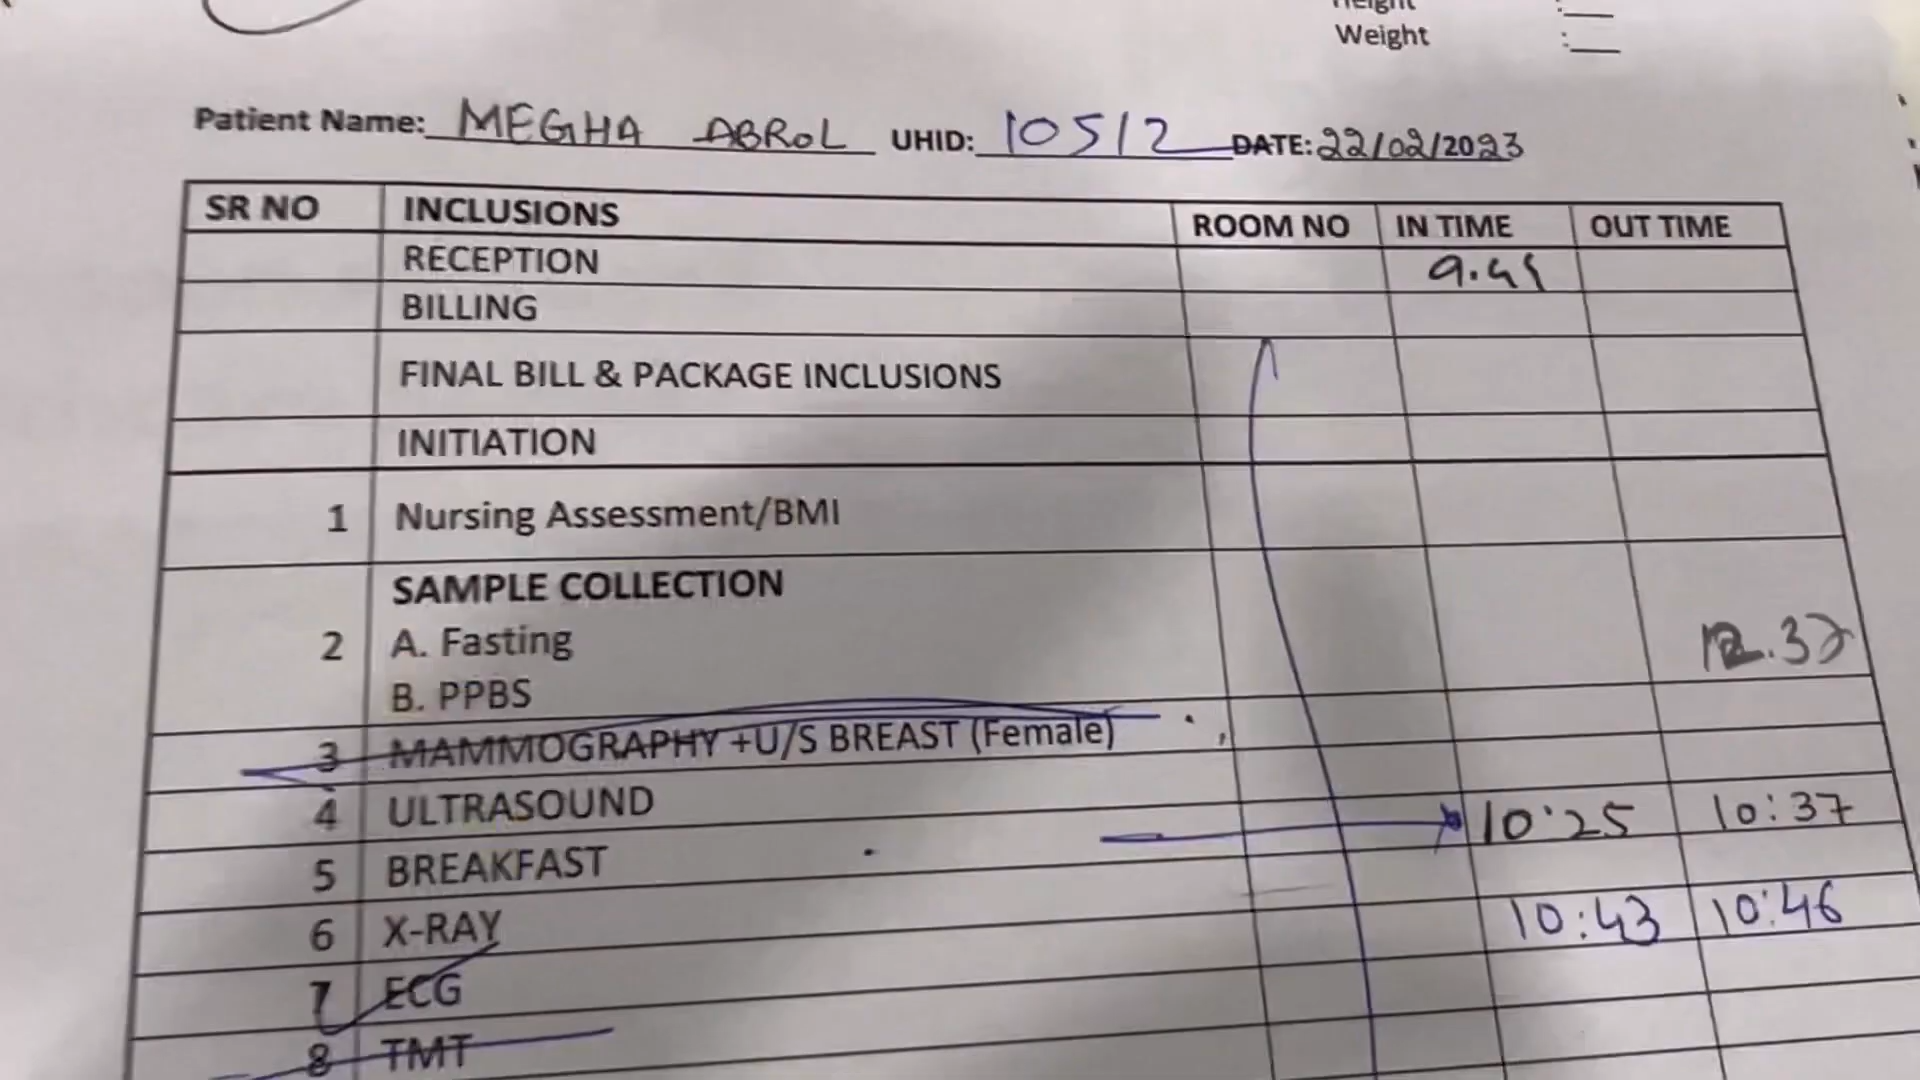 Height :
Weight :
Patient Name: MEGHA ABROL UHID: 10512 DATE: 22/02/2023
SR NO INCLUSIONS ROOM NO IN TIME OUT TIME
RECEPTION 9.45
BILLING
FINAL BILL & PACKAGE INCLUSIONS
INITIATION
1 Nursing Assessment/BMI
SAMPLE COLLECTION
2 A. Fasting 12.37
B. PPBS
3 MAMMOGRAPHY +U/S BREAST (Female)
4 ULTRASOUND 10:25 10:37
5 BREAKFAST
6 X-RAY 10:43 10:46
7 ECG
8 TMT